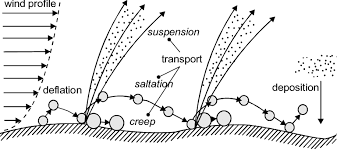 wind profile
suspension
transport
deflation
saltation
deposition
creep